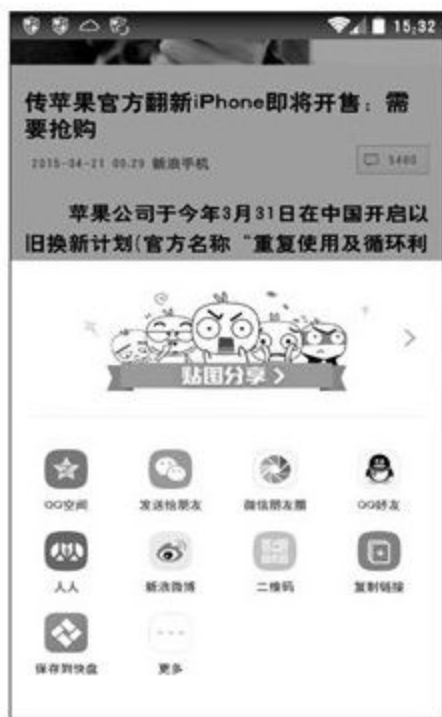 15:32
传苹果官方翻新iPhone即将开售：需
要抢购
2015-04-21 00:29 新浪手机
5480
苹果公司于今年3月31日在中国开启以
旧换新计划(官方名称“重复使用及循环利
贴图分享 >
QQ空间 发送给朋友 微信朋友圈 QQ好友
人人 新浪微博 二维码 复制链接
保存到快盘 更多